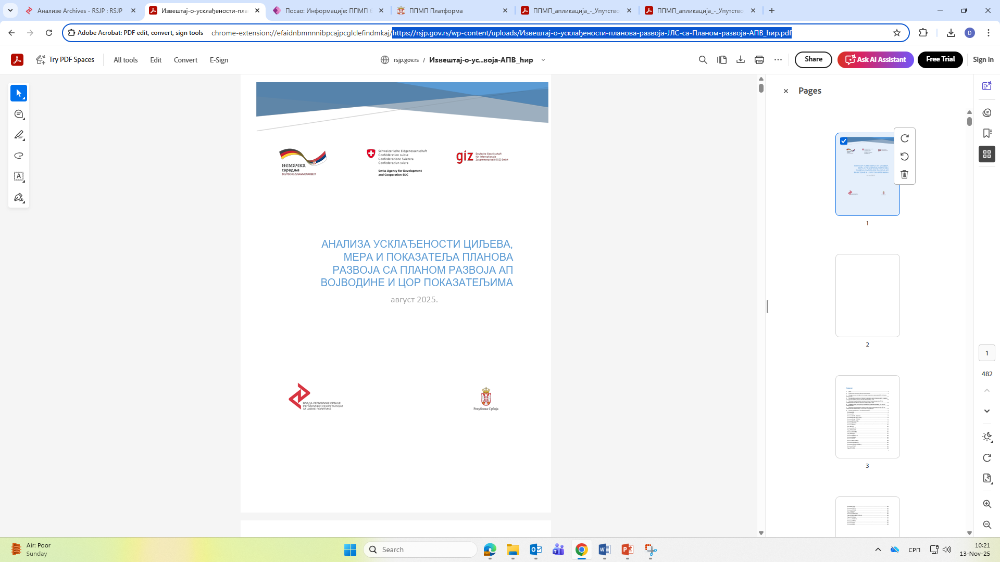 Анализе Archives - RSJP : RSJP
Извештај-о-усклађености-пла
Посао: Информације: ППМП
ППМП Платформа
ППМП_апликација_-_Упутство
ППМП_апликација_-_Упутство
Adobe Acrobat: PDF edit, convert, sign tools
chrome-extension://efaidnbmnnnibpcajpcglclefindmkaj/https://rsjp.gov.rs/wp-content/uploads/Извештај-о-усклађености-планова-развоја-ЈЛС-са-Планом-развоја-АПВ_ћир.pdf
D
Try PDF Spaces
All tools
Edit
Convert
E-Sign
rsjp.gov.rs / Извештај-о-ус...воја-АПВ_ћир
Share
Ask AI Assistant
Free Trial
Sign in
немачка
сарадња
DEUTSCHE ZUSAMMENARBEIT
Schweizerische Eidgenossenschaft
Confédération suisse
Confederazione Svizzera
Confederaziun svizra
Swiss Agency for Development
and Cooperation SDC
giz
Deutsche Gesellschaft
für Internationale
Zusammenarbeit (GIZ) GmbH
АНАЛИЗА УСКЛАЂЕНОСТИ ЦИЉЕВА,
МЕРА И ПОКАЗАТЕЉА ПЛАНОВА
РАЗВОЈА СА ПЛАНОМ РАЗВОЈА АП
ВОЈВОДИНЕ И ЦОР ПОКАЗАТЕЉИМА
август 2025.
ВЛАДА РЕПУБЛИКЕ СРБИЈЕ
РЕПУБЛИЧКИ СЕКРЕТАРИЈАТ
ЗА ЈАВНЕ ПОЛИТИКЕ
Република Србија
Pages
1
2
3
1
482
Air: Poor
Sunday
Search
СРП
10:21
13-Nov-25